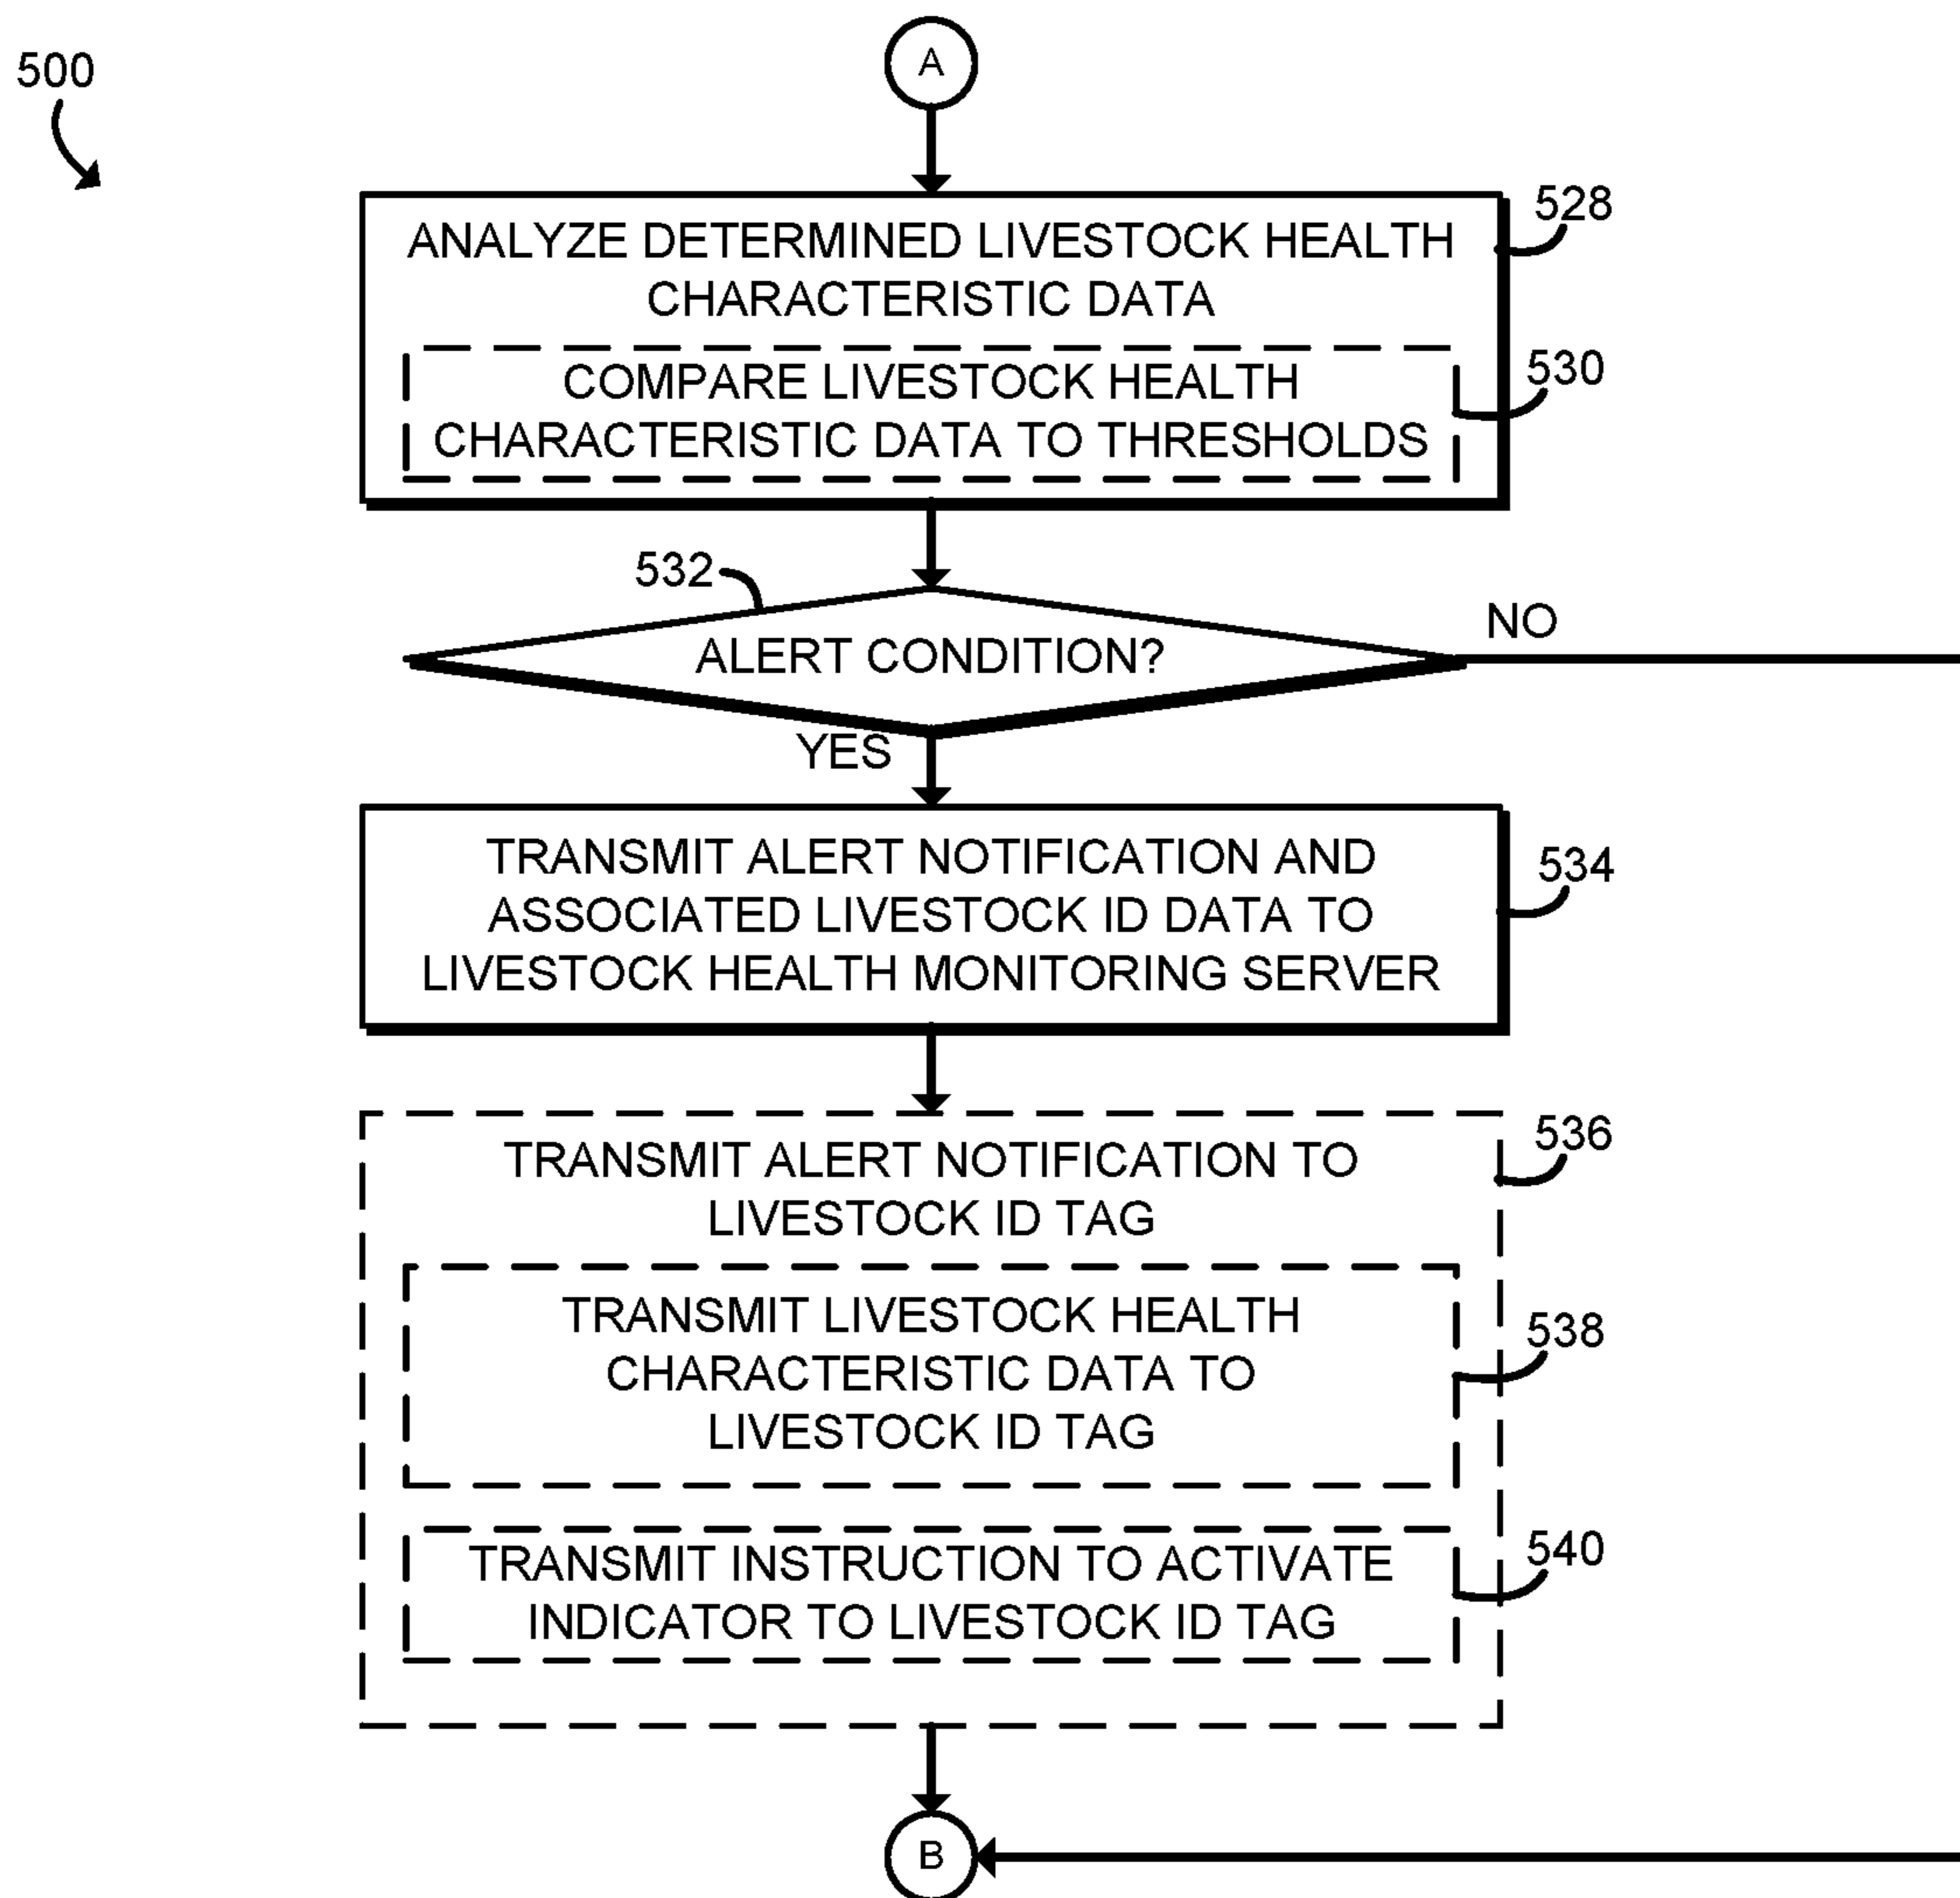 500
A
528
ANALYZE DETERMINED LIVESTOCK HEALTH
CHARACTERISTIC DATA
530
COMPARE LIVESTOCK HEALTH
CHARACTERISTIC DATA TO THRESHOLDS
532
ALERT CONDITION?
NO
YES
534
TRANSMIT ALERT NOTIFICATION AND
ASSOCIATED LIVESTOCK ID DATA TO
LIVESTOCK HEALTH MONITORING SERVER
536
TRANSMIT ALERT NOTIFICATION TO
LIVESTOCK ID TAG
538
TRANSMIT LIVESTOCK HEALTH
CHARACTERISTIC DATA TO
LIVESTOCK ID TAG
540
TRANSMIT INSTRUCTION TO ACTIVATE
INDICATOR TO LIVESTOCK ID TAG
B